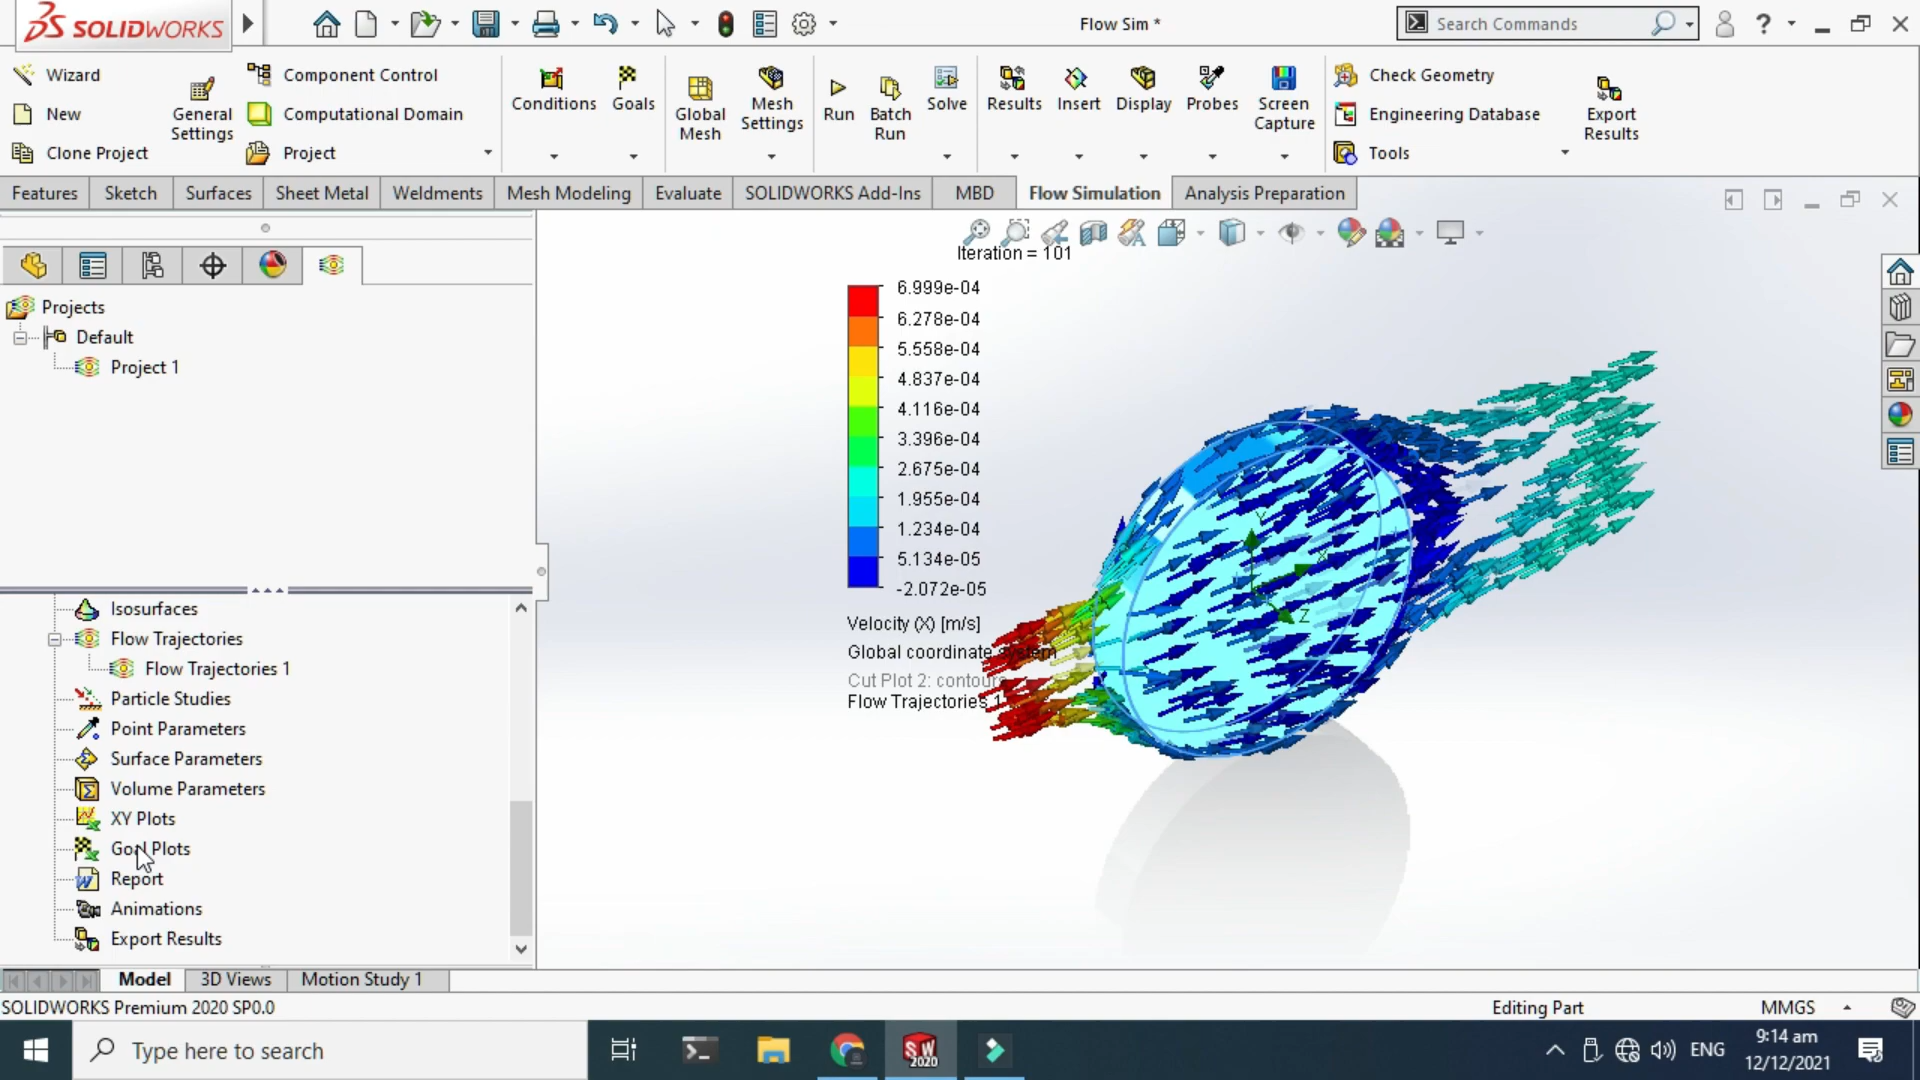 SOLIDWORKS
Flow Sim *
Search Commands
Wizard
New
Clone Project
General Settings
Component Control
Computational Domain
Project
Conditions
Goals
Global Mesh
Mesh Settings
Run
Batch Run
Solve
Results
Insert
Display
Probes
Screen Capture
Check Geometry
Engineering Database
Tools
Export Results
Features
Sketch
Surfaces
Sheet Metal
Weldments
Mesh Modeling
Evaluate
SOLIDWORKS Add-Ins
MBD
Flow Simulation
Analysis Preparation
Projects
Default
Project 1
Isosurfaces
Flow Trajectories
Flow Trajectories 1
Particle Studies
Point Parameters
Surface Parameters
Volume Parameters
XY Plots
Goal Plots
Report
Animations
Export Results
Iteration = 101
6.999e-04
6.278e-04
5.558e-04
4.837e-04
4.116e-04
3.396e-04
2.675e-04
1.955e-04
1.234e-04
5.134e-05
-2.072e-05
Velocity (X) [m/s]
Global coordinate system
Cut Plot 2: contours
Flow Trajectories 1
Y
X
Z
Model
3D Views
Motion Study 1
SOLIDWORKS Premium 2020 SP0.0
Editing Part
MMGS
Type here to search
SW
2020
ENG
9:14 am
12/12/2021